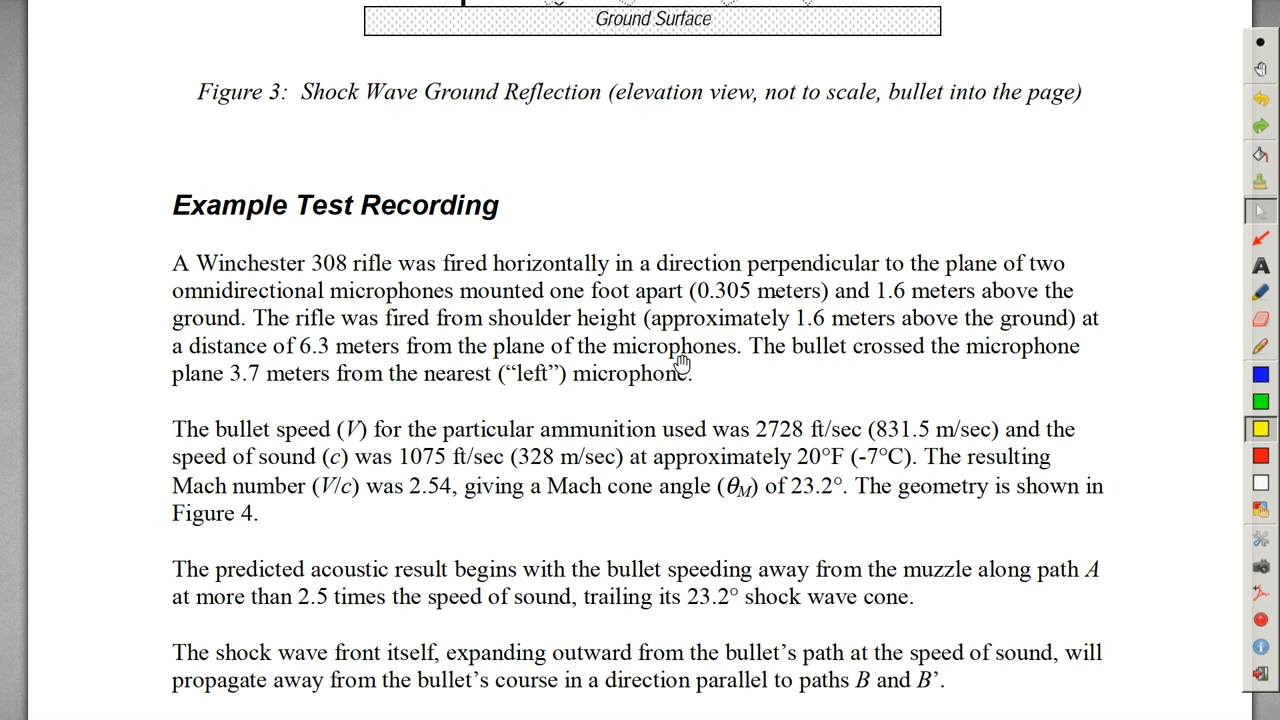 Ground Surface
Figure 3:  Shock Wave Ground Reflection (elevation view, not to scale, bullet into the page)
Example Test Recording
A Winchester 308 rifle was fired horizontally in a direction perpendicular to the plane of two
omnidirectional microphones mounted one foot apart (0.305 meters) and 1.6 meters above the
ground. The rifle was fired from shoulder height (approximately 1.6 meters above the ground) at
a distance of 6.3 meters from the plane of the microphones.  The bullet crossed the microphone
plane 3.7 meters from the nearest (“left”) microphone.
The bullet speed (V) for the particular ammunition used was 2728 ft/sec (831.5 m/sec) and the
speed of sound (c) was 1075 ft/sec (328 m/sec) at approximately 20°F (-7°C).  The resulting
Mach number (V/c) was 2.54, giving a Mach cone angle (θM) of 23.2°.  The geometry is shown in
Figure 4.
The predicted acoustic result begins with the bullet speeding away from the muzzle along path A
at more than 2.5 times the speed of sound, trailing its 23.2° shock wave cone.
The shock wave front itself, expanding outward from the bullet’s path at the speed of sound, will
propagate away from the bullet’s course in a direction parallel to paths B and B’.